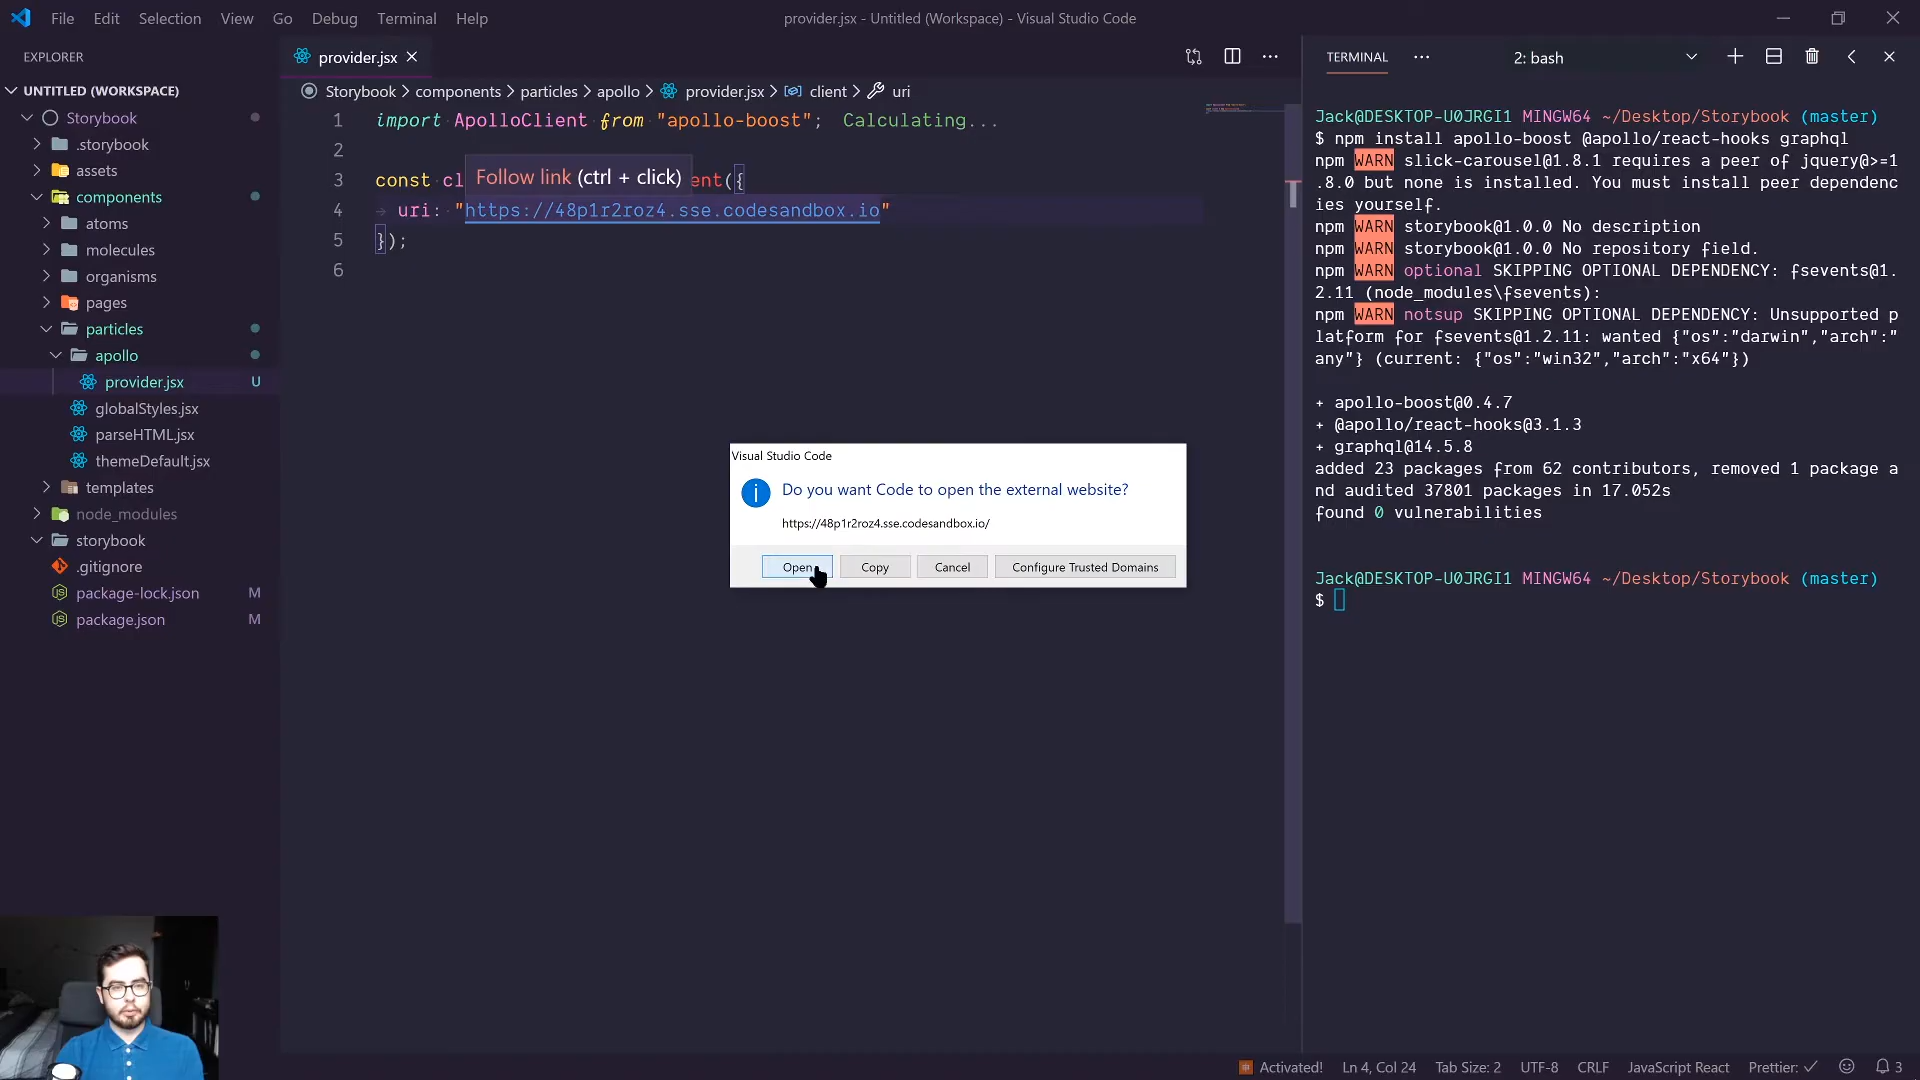 File Edit Selection View Go Debug Terminal Help
provider.jsx - Untitled (Workspace) - Visual Studio Code
EXPLORER
UNTITLED (WORKSPACE)
Storybook
.storybook
assets
components
atoms
molecules
organisms
pages
particles
apollo
provider.jsx U
globalStyles.jsx
parseHTML.jsx
themeDefault.jsx
templates
node_modules
storybook
.gitignore
package-lock.json M
package.json M
provider.jsx
Storybook > components > particles > apollo > provider.jsx > client > uri
1 import ApolloClient from "apollo-boost"; Calculating...
2
3 const cl ent({
Follow link (ctrl + click)
4 uri: "https://48p1r2roz4.sse.codesandbox.io"
5 });
6
Visual Studio Code
Do you want Code to open the external website?
https://48p1r2roz4.sse.codesandbox.io/
Open Copy Cancel Configure Trusted Domains
TERMINAL ... 2: bash
Jack@DESKTOP-U0JRGI1 MINGW64 ~/Desktop/Storybook (master)
$ npm install apollo-boost @apollo/react-hooks graphql
npm WARN slick-carousel@1.8.1 requires a peer of jquery@>=1
.8.0 but none is installed. You must install peer dependenc
ies yourself.
npm WARN storybook@1.0.0 No description
npm WARN storybook@1.0.0 No repository field.
npm WARN optional SKIPPING OPTIONAL DEPENDENCY: fsevents@1.
2.11 (node_modules\fsevents):
npm WARN notsup SKIPPING OPTIONAL DEPENDENCY: Unsupported p
latform for fsevents@1.2.11: wanted {"os":"darwin","arch":"
any"} (current: {"os":"win32","arch":"x64"})
+ apollo-boost@0.4.7
+ @apollo/react-hooks@3.1.3
+ graphql@14.5.8
added 23 packages from 62 contributors, removed 1 package a
nd audited 37801 packages in 17.052s
found 0 vulnerabilities
Jack@DESKTOP-U0JRGI1 MINGW64 ~/Desktop/Storybook (master)
$
Activated! Ln 4, Col 24 Tab Size: 2 UTF-8 CRLF JavaScript React Prettier: ✓ 3